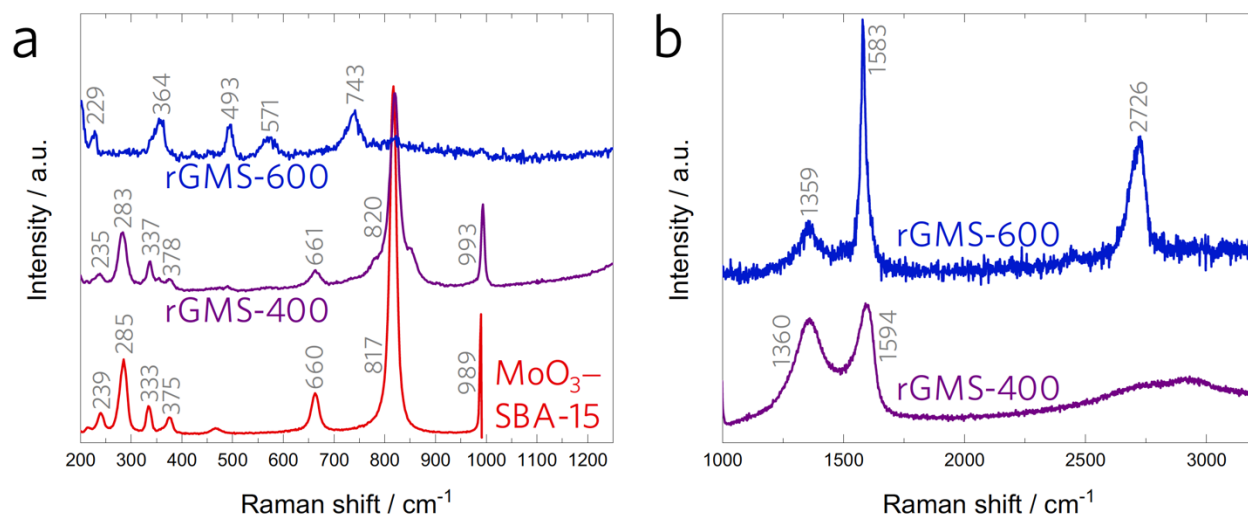 a
229
364
493
571
743
rGMS-600
235
283
337
378
661
820
993
rGMS-400
239
285
333
375
660
817
989
MoO₃–
SBA-15
Intensity / a.u.
200 300 400 500 600 700 800 900 1000 1100 1200
Raman shift / cm⁻¹
b
1359
1583
2726
rGMS-600
1360
1594
rGMS-400
Intensity / a.u.
1000 1500 2000 2500 3000
Raman shift / cm⁻¹